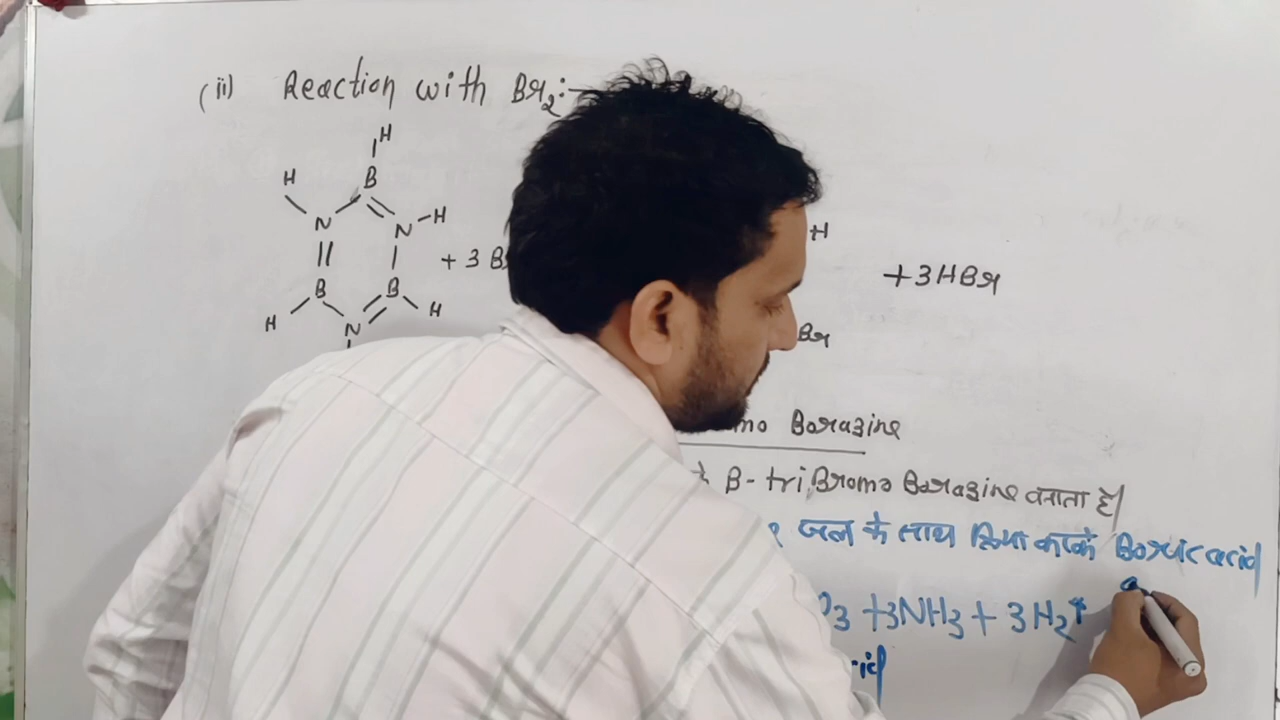 (ii) Reaction with Br2:-
H
H B
N N-H H
+ 3 B +3HBr
B B
H N H Br
mo Borazine
B-tri Bromo Borazine बनाता है|
जल के साथ क्रिया करके Boric acid
3 +3NH3 + 3H2↑